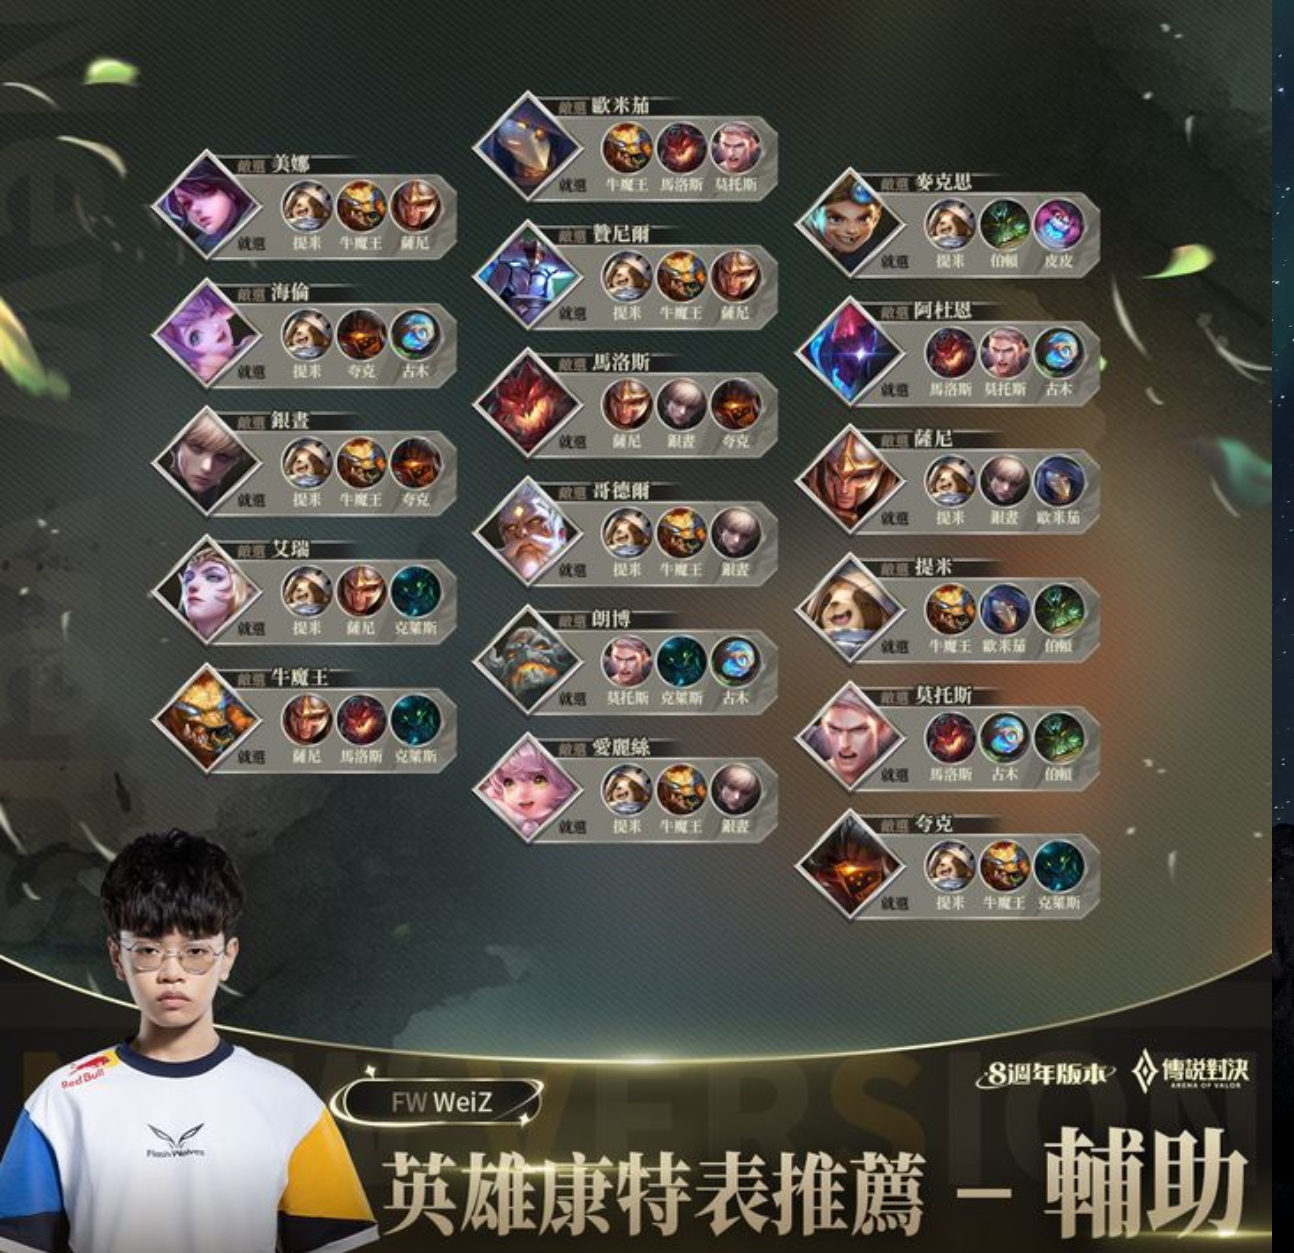 敵選 美娜
就選 提米 牛魔王 薩尼
敵選 海倫
就選 提米 夸克 古木
敵選 銀晝
就選 提米 牛魔王 夸克
敵選 艾瑞
就選 提米 薩尼 克萊斯
敵選 牛魔王
就選 薩尼 馬洛斯 克萊斯
敵選 歐米茄
就選 牛魔王 馬洛斯 莫托斯
敵選 贊尼爾
就選 提米 牛魔王 薩尼
敵選 馬洛斯
就選 薩尼 銀晝 夸克
敵選 哥德爾
就選 提米 牛魔王 銀晝
敵選 朗博
就選 莫托斯 克萊斯 古木
敵選 愛麗絲
就選 提米 牛魔王 銀晝
敵選 麥克思
就選 提米 伯頓 皮皮
敵選 阿杜恩
就選 馬洛斯 莫托斯 古木
敵選 薩尼
就選 提米 銀晝 歐米茄
敵選 提米
就選 牛魔王 歐米茄 伯頓
敵選 莫托斯
就選 馬洛斯 古木 伯頓
敵選 夸克
就選 提米 牛魔王 克萊斯
Red Bull
Flash Wolves
8週年版本 傳說對決
ARENA OF VALOR
FW WeiZ
英雄康特表推薦 – 輔助